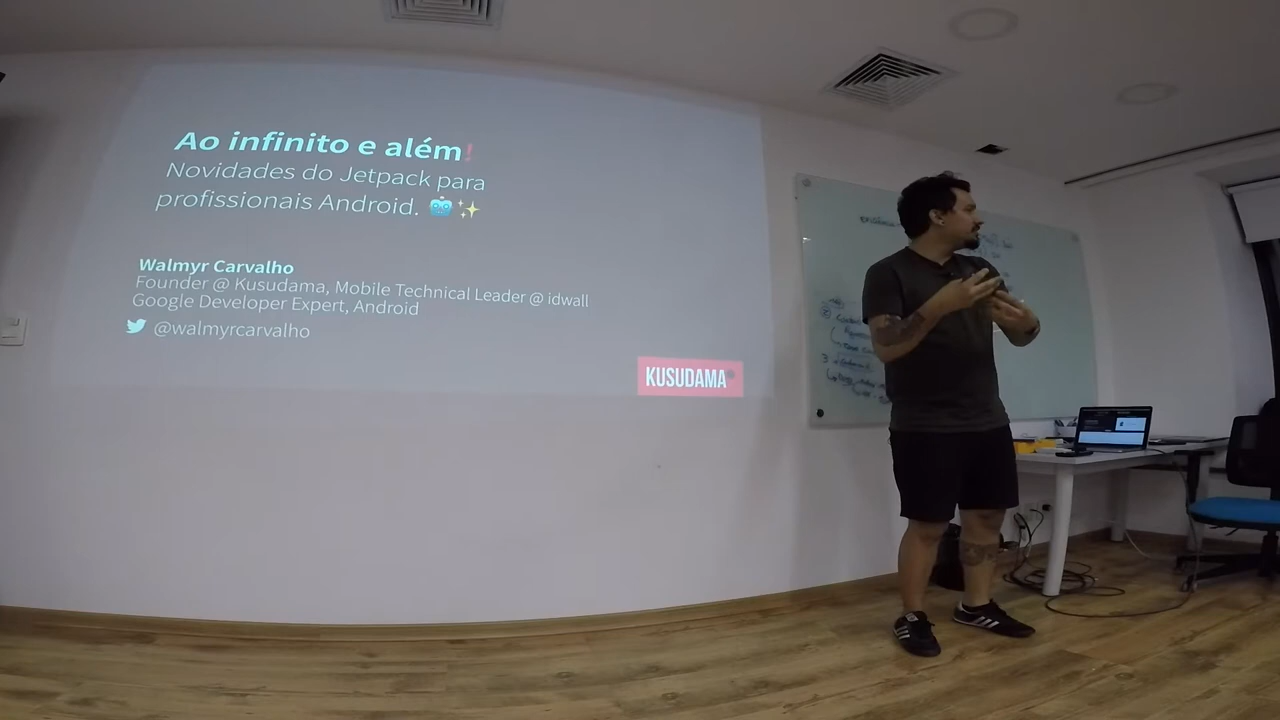 Ao infinito e além!
Novidades do Jetpack para
profissionais Android. 🤖✨
Walmyr Carvalho
Founder @ Kusudama, Mobile Technical Leader @ idwall
Google Developer Expert, Android
@walmyrcarvalho
KUSUDAMA